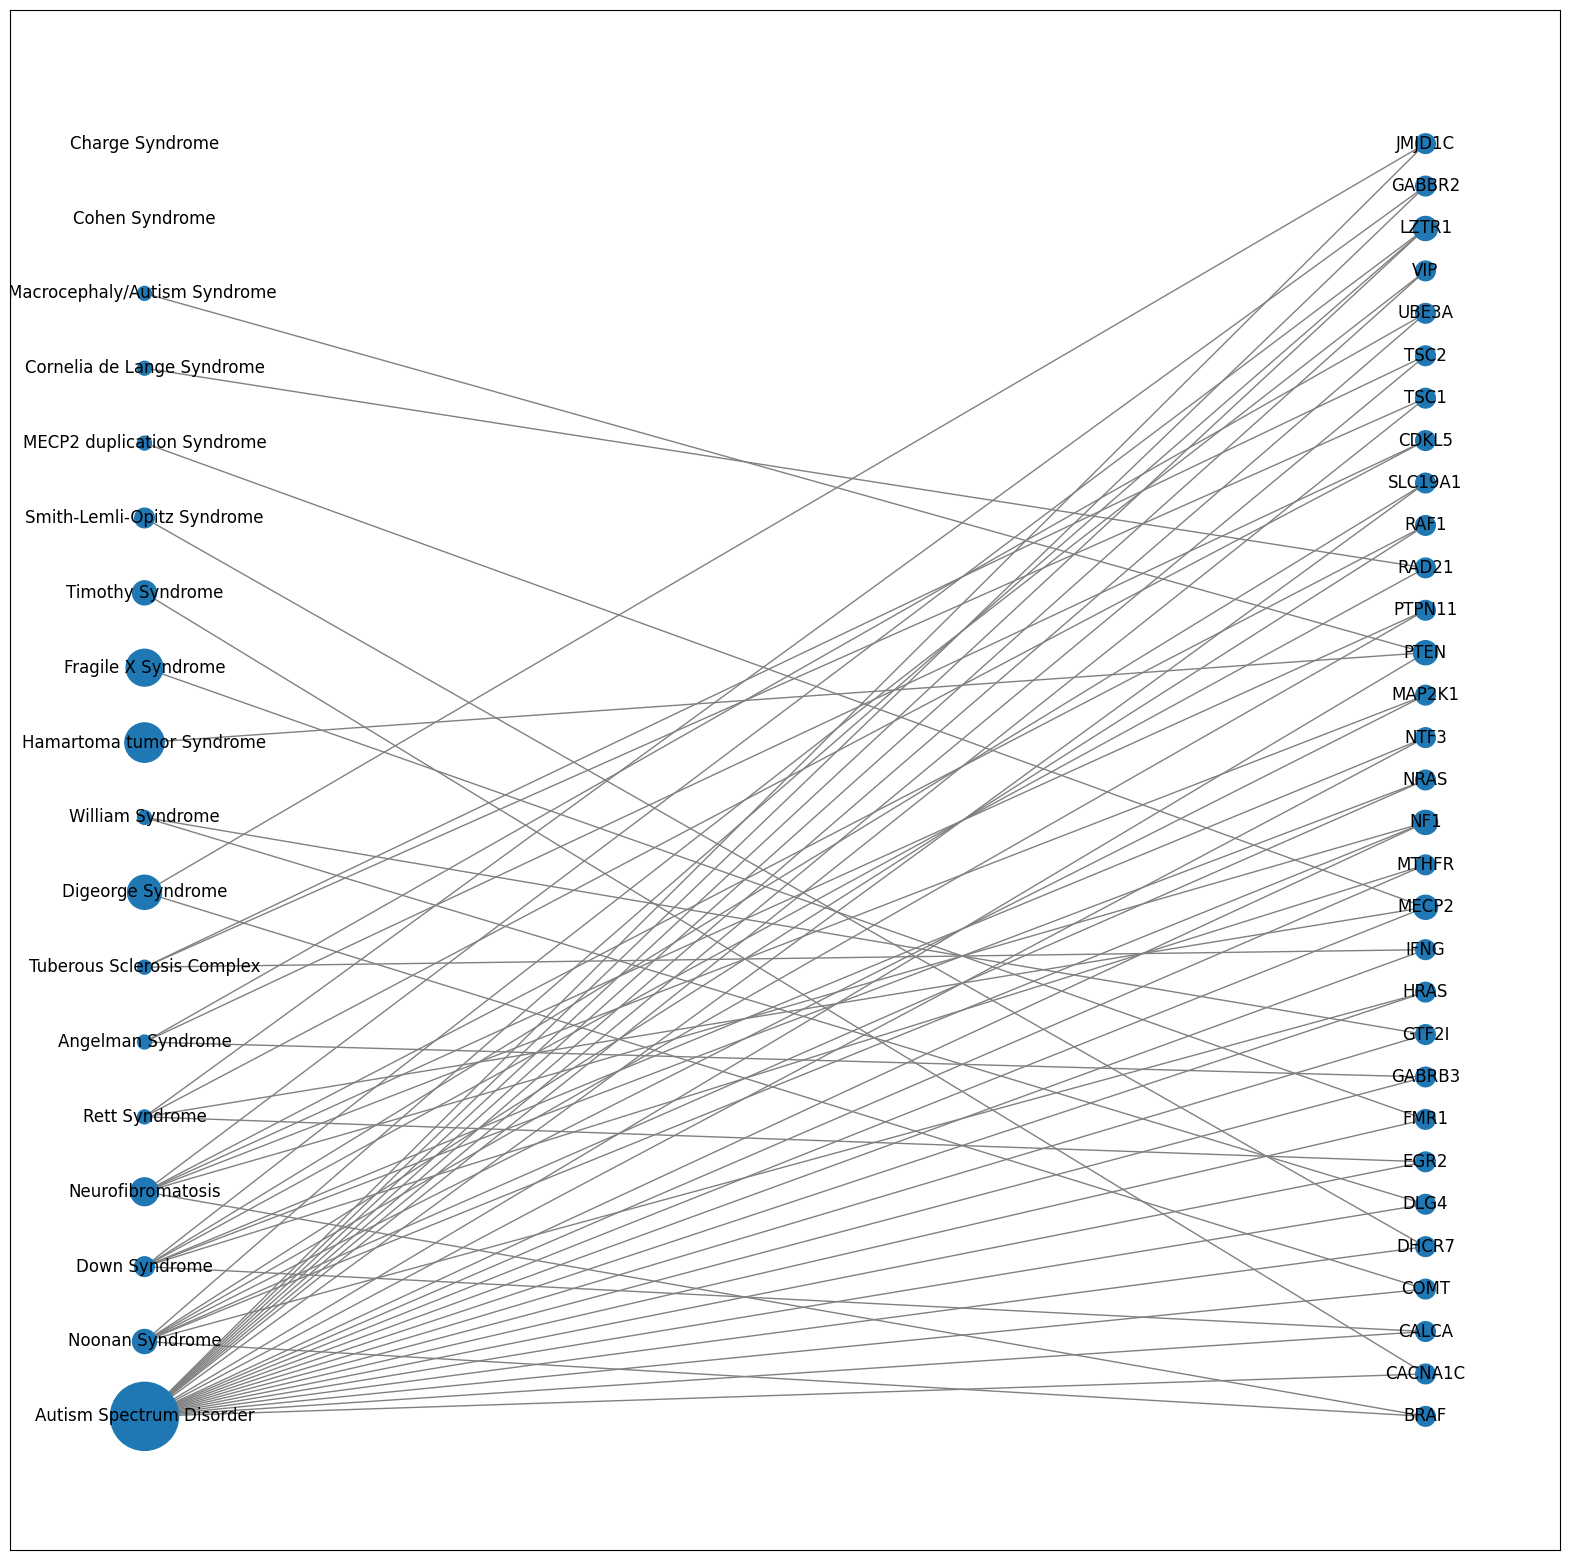 Charge Syndrome
Cohen Syndrome
Macrocephaly/Autism Syndrome
Cornelia de Lange Syndrome
MECP2 duplication Syndrome
Smith-Lemli-Opitz Syndrome
Timothy Syndrome
Fragile X Syndrome
Hamartoma tumor Syndrome
William Syndrome
Digeorge Syndrome
Tuberous Sclerosis Complex
Angelman Syndrome
Rett Syndrome
Neurofibromatosis
Down Syndrome
Noonan Syndrome
Autism Spectrum Disorder
JMJD1C
GABBR2
LZTR1
VIP
UBE3A
TSC2
TSC1
CDKL5
SLC19A1
RAF1
RAD21
PTPN11
PTEN
MAP2K1
NTF3
NRAS
NF1
MTHFR
MECP2
IFNG
HRAS
GTF2I
GABRB3
FMR1
EGR2
DLG4
DHCR7
COMT
CALCA
CACNA1C
BRAF